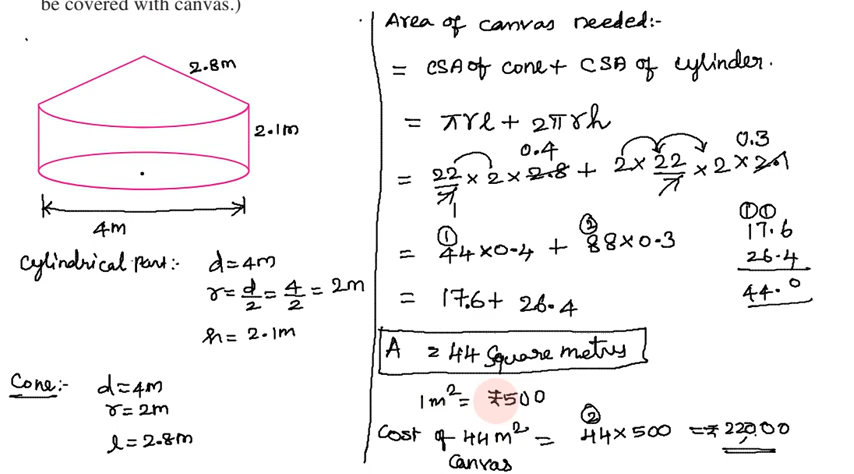 be covered with canvas.)
2.8m
2.1m
4m
Cylindrical part:- d=4m
r=d/2=4/2=2m
h=2.1m
Cone:- d=4m
r=2m
l=2.8m
Area of canvas needed:-
= CSA of cone + CSA of cylinder.
= πrl + 2πrh
0.4 0.3
= 22/7 × 2 × 2.8 + 2 × 22/7 × 2 × 2.1
1
1 2
= 44×0.4 + 88×0.3
= 17.6 + 26.4
1 1
17.6
26.4
44.0
A = 44 Square metres
1m² = ₹500
2
Cost of 44m² = 44×500 = ₹22000
canvas